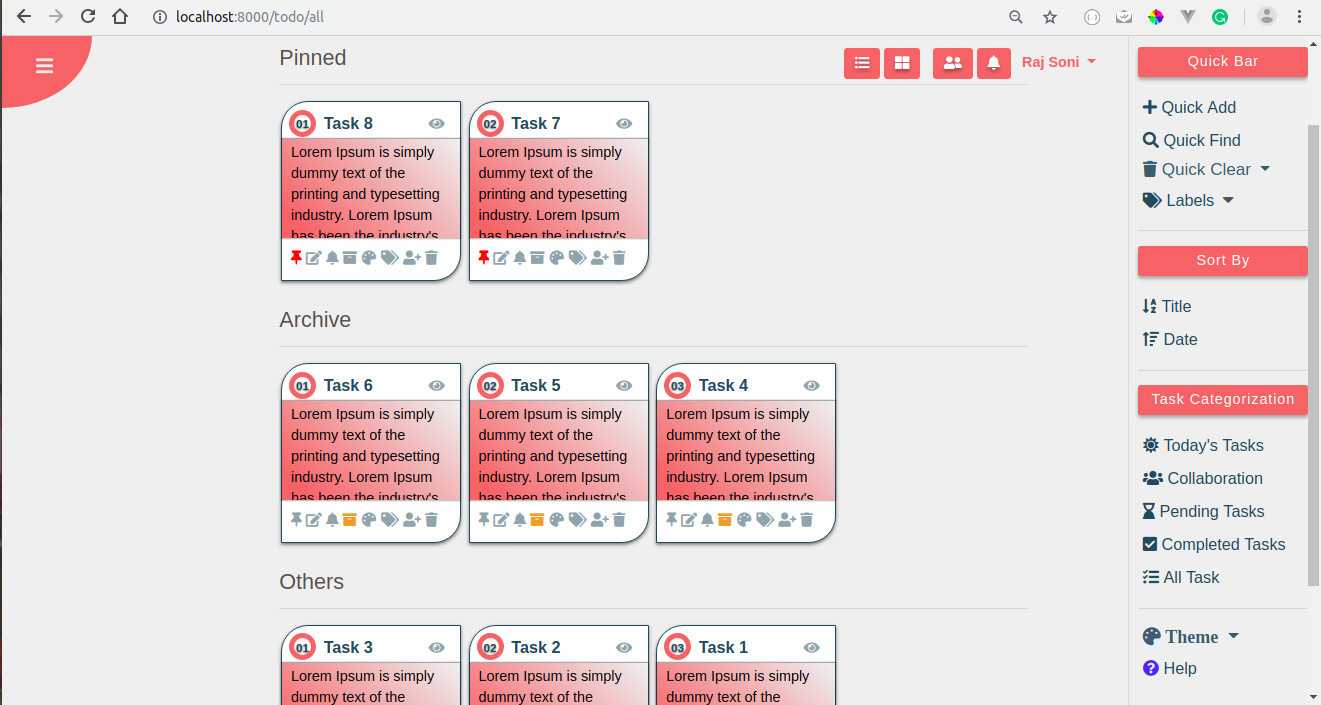 localhost:8000/todo/all
Pinned
Raj Soni
01 Task 8
Lorem Ipsum is simply
dummy text of the
printing and typesetting
industry. Lorem Ipsum
has been the industry's
02 Task 7
Lorem Ipsum is simply
dummy text of the
printing and typesetting
industry. Lorem Ipsum
has been the industry's
Archive
01 Task 6
Lorem Ipsum is simply
dummy text of the
printing and typesetting
industry. Lorem Ipsum
has been the industry's
02 Task 5
Lorem Ipsum is simply
dummy text of the
printing and typesetting
industry. Lorem Ipsum
has been the industry's
03 Task 4
Lorem Ipsum is simply
dummy text of the
printing and typesetting
industry. Lorem Ipsum
has been the industry's
Others
01 Task 3
Lorem Ipsum is simply
dummy text of the
02 Task 2
Lorem Ipsum is simply
dummy text of the
03 Task 1
Lorem Ipsum is simply
dummy text of the
Quick Bar
Quick Add
Quick Find
Quick Clear
Labels
Sort By
Title
Date
Task Categorization
Today's Tasks
Collaboration
Pending Tasks
Completed Tasks
All Task
Theme
Help